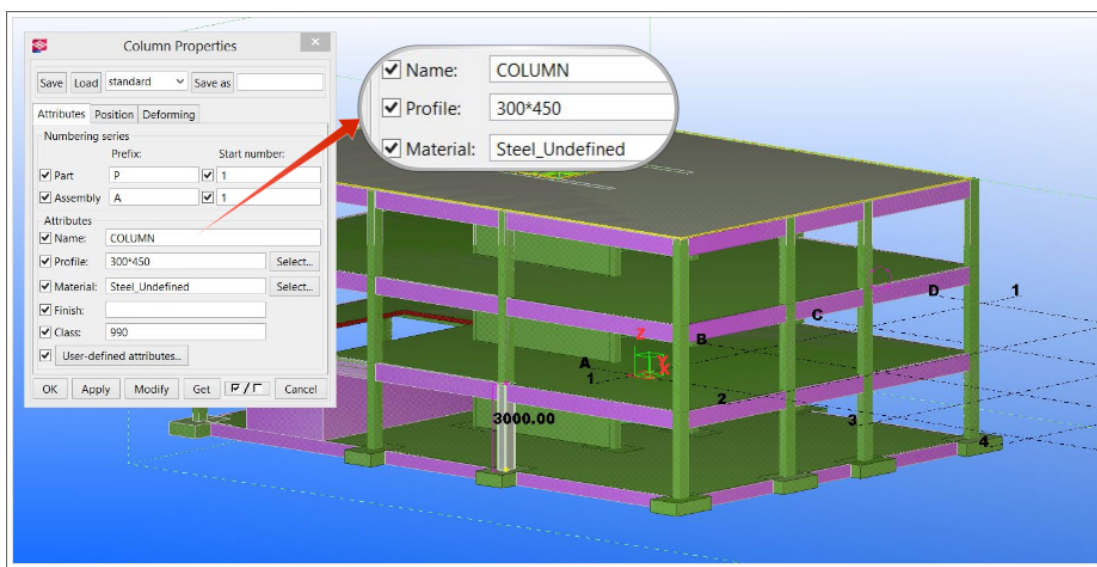 Column Properties
Save Load standard Save as
Attributes Position Deforming
Numbering series
Prefix: Start number:
Part P 1
Assembly A 1
Attributes
Name: COLUMN
Profile: 300*450 Select...
Material: Steel_Undefined Select...
Finish:
Class: 990
User-defined attributes...
OK Apply Modify Get / Cancel
Name: COLUMN
Profile: 300*450
Material: Steel_Undefined
D 1
C
Z
B
Y
X
A
1
2
3000.00
3
4